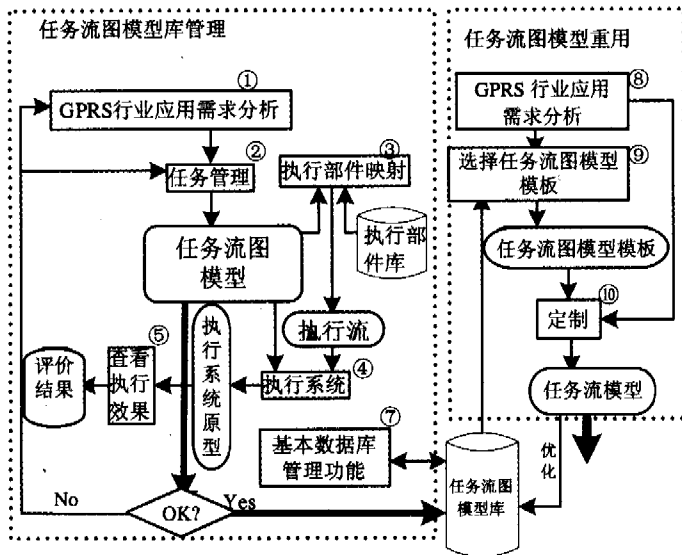 任务流图模型库管理
①
GPRS行业应用需求分析
②
任务管理
③
执行部件映射
任务流图
模型
执行部
件库
执行流
④
执行系统
执行系统原型
⑤
查看
执行
效果
评价
结果
⑦
基本数据库
管理功能
No
OK?
Yes
任务流图模型重用
⑧
GPRS 行业应用
需求分析
⑨
选择任务流图模型
模板
任务流图模型模板
⑩
定制
任务流模型
优化
任务流图
模型库